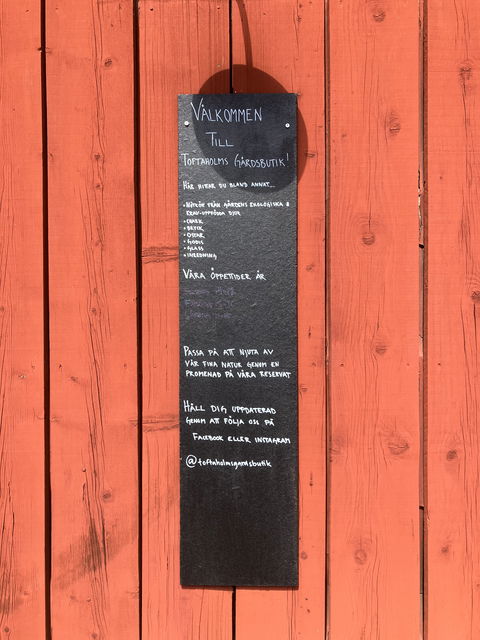 VÄLKOMMEN
TILL
TOFTAHOLMS GÅRDSBUTIK!
HÄR HITTAR DU BLAND ANNAT...
• NÖTKÖTT FRÅN GÅRDENS EKOLOGISKA &
KRAV-UPPFÖDDA DJUR
• CHARK
• DRYCK
• OSTAR
• GODIS
• GLASS
• INREDNING
VÅRA ÖPPETTIDER ÄR
PASSA PÅ ATT NJUTA AV
VÅR FINA NATUR GENOM EN
PROMENAD PÅ VÅRA RESERVAT
HÅLL DIG UPPDATERAD
GENOM ATT FÖLJA OSS PÅ
FACEBOOK ELLER INSTAGRAM
@toftaholmsgardsbutik